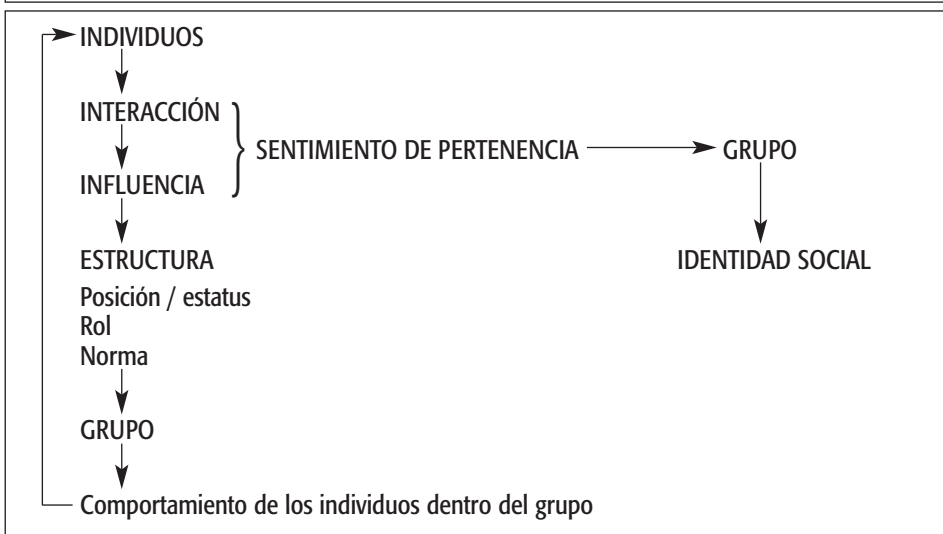 INDIVIDUOS
INTERACCIÓN
SENTIMIENTO DE PERTENENCIA GRUPO
INFLUENCIA
ESTRUCTURA IDENTIDAD SOCIAL
Posición / estatus
Rol
Norma
GRUPO
Comportamiento de los individuos dentro del grupo